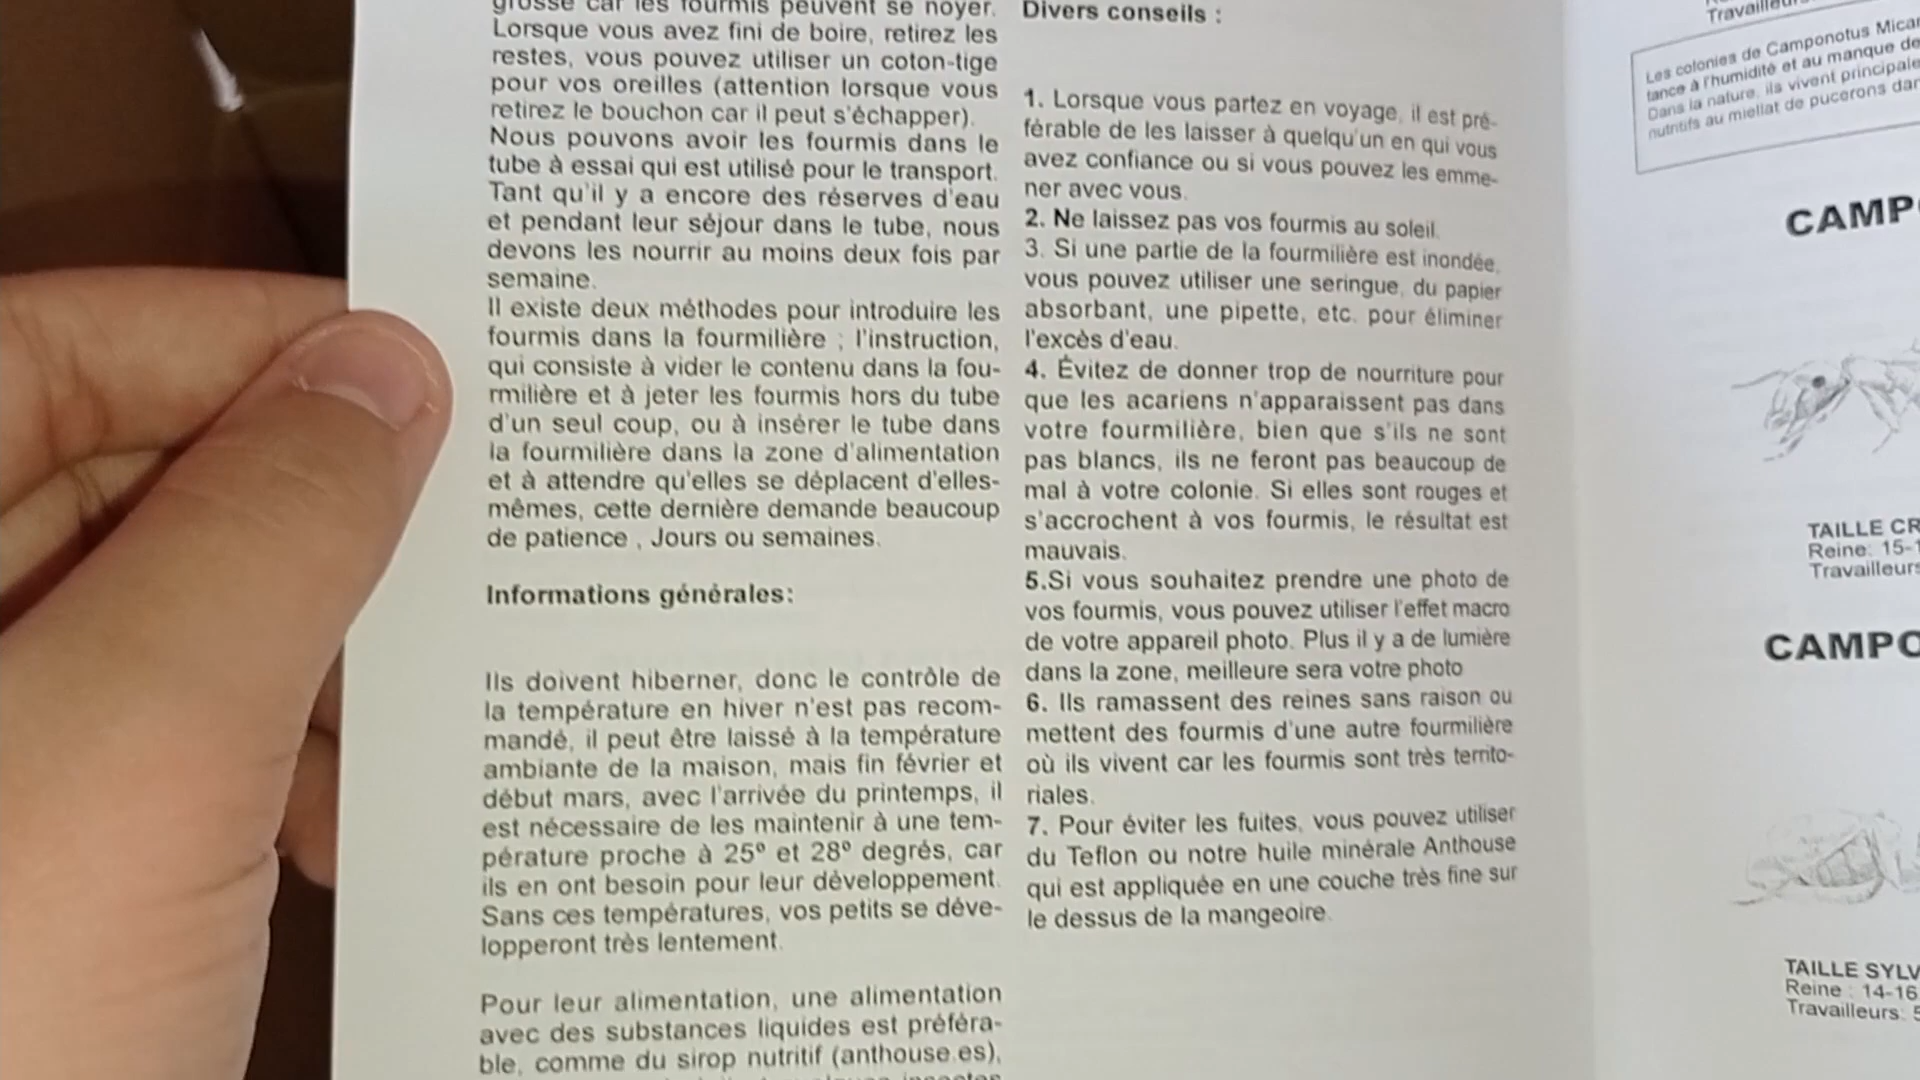 grosse car les fourmis peuvent se noyer.
Lorsque vous avez fini de boire, retirez les
restes, vous pouvez utiliser un coton-tige
pour vos oreilles (attention lorsque vous
retirez le bouchon car il peut s'échapper).
Nous pouvons avoir les fourmis dans le
tube à essai qui est utilisé pour le transport.
Tant qu'il y a encore des réserves d'eau
et pendant leur séjour dans le tube, nous
devons les nourrir au moins deux fois par
semaine.
Il existe deux méthodes pour introduire les
fourmis dans la fourmilière ; l'instruction,
qui consiste à vider le contenu dans la fou-
rmilière et à jeter les fourmis hors du tube
d'un seul coup, ou à insérer le tube dans
la fourmilière dans la zone d'alimentation
et à attendre qu'elles se déplacent d'elles-
mêmes, cette dernière demande beaucoup
de patience , Jours ou semaines.
Informations générales:
Ils doivent hiberner, donc le contrôle de
la température en hiver n'est pas recom-
mandé, il peut être laissé à la température
ambiante de la maison, mais fin février et
début mars, avec l'arrivée du printemps, il
est nécessaire de les maintenir à une tem-
pérature proche à 25º et 28º degrés, car
ils en ont besoin pour leur développement.
Sans ces températures, vos petits se déve-
lopperont très lentement.
Pour leur alimentation, une alimentation
avec des substances liquides est préféra-
ble, comme du sirop nutritif (anthouse.es),
Divers conseils :
1. Lorsque vous partez en voyage, il est pré-
férable de les laisser à quelqu'un en qui vous
avez confiance ou si vous pouvez les emme-
ner avec vous.
2. Ne laissez pas vos fourmis au soleil.
3. Si une partie de la fourmilière est inondée,
vous pouvez utiliser une seringue, du papier
absorbant, une pipette, etc. pour éliminer
l'excès d'eau.
4. Évitez de donner trop de nourriture pour
que les acariens n'apparaissent pas dans
votre fourmilière, bien que s'ils ne sont
pas blancs, ils ne feront pas beaucoup de
mal à votre colonie. Si elles sont rouges et
s'accrochent à vos fourmis, le résultat est
mauvais.
5.Si vous souhaitez prendre une photo de
vos fourmis, vous pouvez utiliser l'effet macro
de votre appareil photo. Plus il y a de lumière
dans la zone, meilleure sera votre photo
6. Ils ramassent des reines sans raison ou
mettent des fourmis d'une autre fourmilière
où ils vivent car les fourmis sont très territo-
riales.
7. Pour éviter les fuites, vous pouvez utiliser
du Teflon ou notre huile minérale Anthouse
qui est appliquée en une couche très fine sur
le dessus de la mangeoire.
Les colonies de Camponotus Mica
tance à l'humidité et au manque de
Dans la nature, ils vivent principale
nutritifs au miellat de pucerons dan
CAMP
TAILLE CR
Reine: 15-1
Travailleurs
CAMPO
TAILLE SYLV
Reine : 14-16
Travailleurs: 5